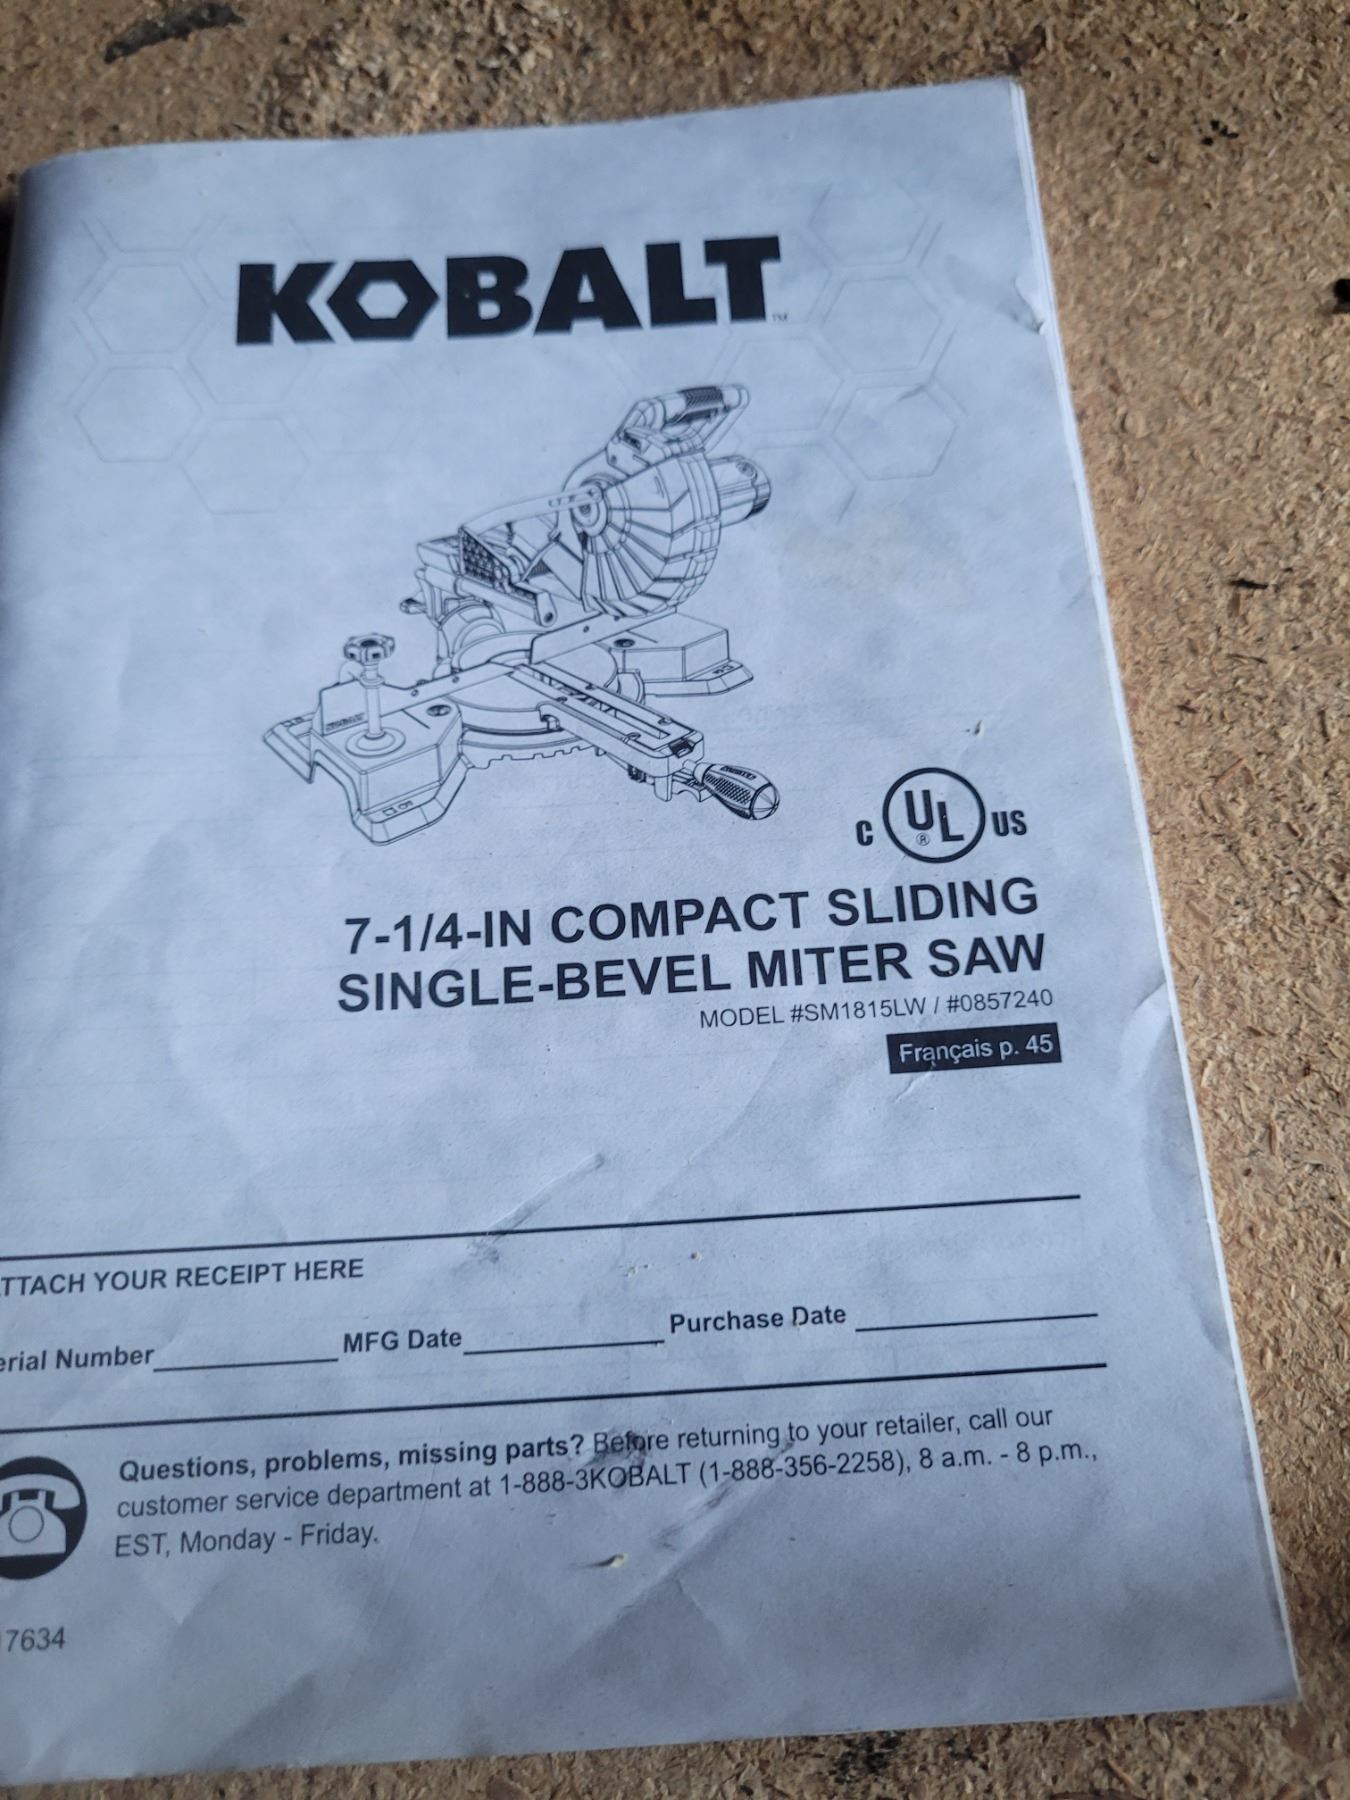 KOBALT™
C UL® US
7-1/4-IN COMPACT SLIDING
SINGLE-BEVEL MITER SAW
MODEL #SM1815LW / #0857240
Français p. 45
TTACH YOUR RECEIPT HERE
erial Number MFG Date Purchase Date
Questions, problems, missing parts? Before returning to your retailer, call our
customer service department at 1-888-3KOBALT (1-888-356-2258), 8 a.m. - 8 p.m.,
EST, Monday - Friday.
7634